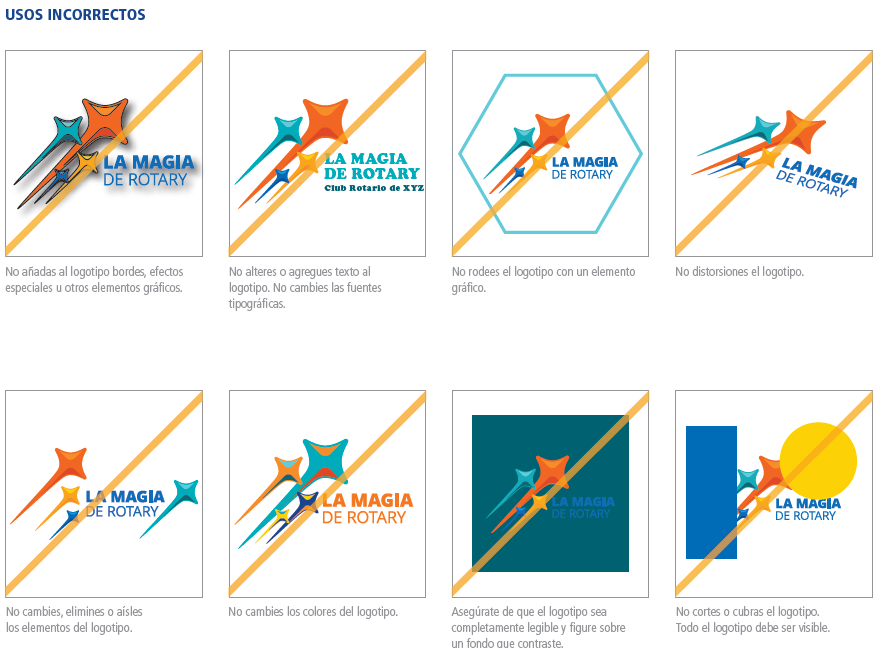 USOS INCORRECTOS
LA MAGIA
DE ROTARY
No añadas al logotipo bordes, efectos
especiales u otros elementos gráficos.
LA MAGIA
DE ROTARY
Club Rotario de XYZ
No alteres o agregues texto al
logotipo. No cambies las fuentes
tipográficas.
LA MAGIA
DE ROTARY
No rodees el logotipo con un elemento
gráfico.
LA MAGIA
DE ROTARY
No distorsiones el logotipo.
LA MAGIA
DE ROTARY
No cambies, elimines o aísles
los elementos del logotipo.
LA MAGIA
DE ROTARY
No cambies los colores del logotipo.
LA MAGIA
DE ROTARY
Asegúrate de que el logotipo sea
completamente legible y figure sobre
un fondo que contraste.
LA MAGIA
DE ROTARY
No cortes o cubras el logotipo.
Todo el logotipo debe ser visible.